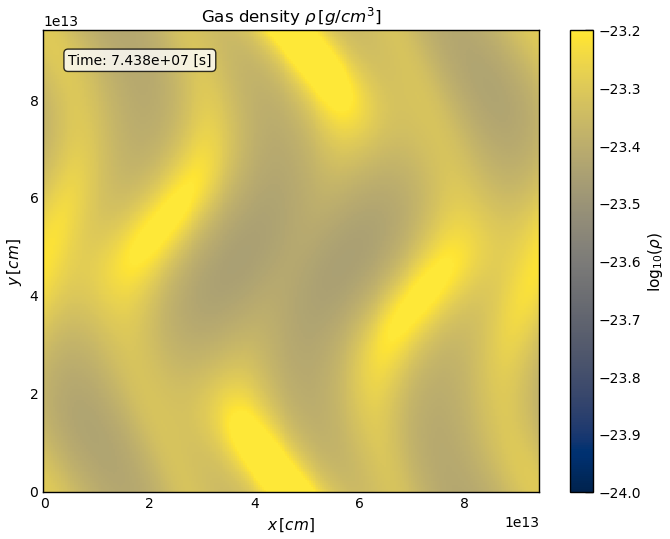 Gas density ρ [g/cm³]
1e13
Time: 7.438e+07 [s]
8
6
4
2
0
y [cm]
0 2 4 6 8
1e13
x [cm]
−23.2
−23.3
−23.4
−23.5
−23.6
−23.7
−23.8
−23.9
−24.0
log₁₀(ρ)